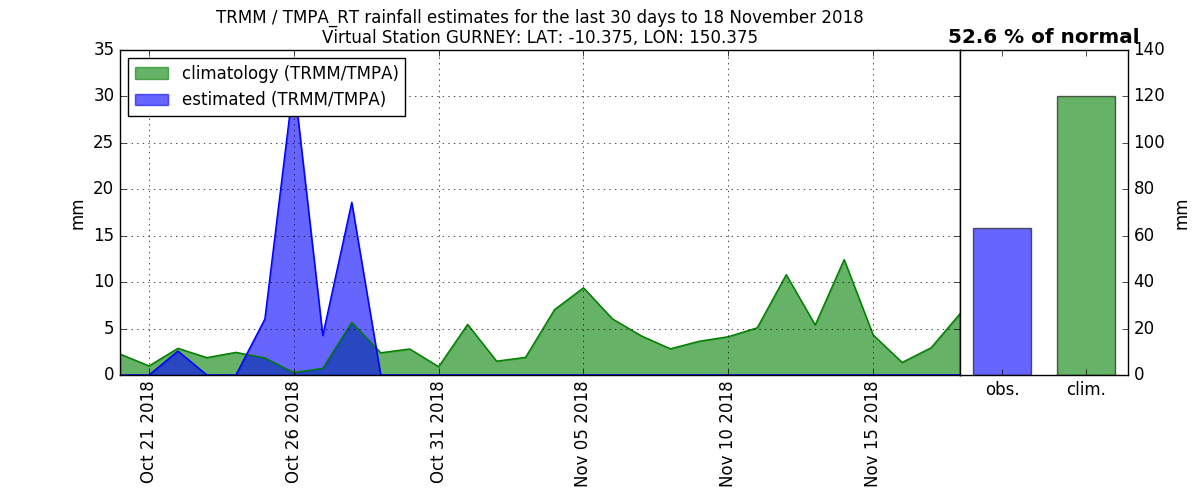 TRMM / TMPA_RT rainfall estimates for the last 30 days to 18 November 2018
Virtual Station GURNEY: LAT: -10.375, LON: 150.375
52.6 % of normal
climatology (TRMM/TMPA)
estimated (TRMM/TMPA)
35
30
25
20
15
10
5
0
mm
Oct 21 2018
Oct 26 2018
Oct 31 2018
Nov 05 2018
Nov 10 2018
Nov 15 2018
obs.
clim.
140
120
100
80
60
40
20
0
mm